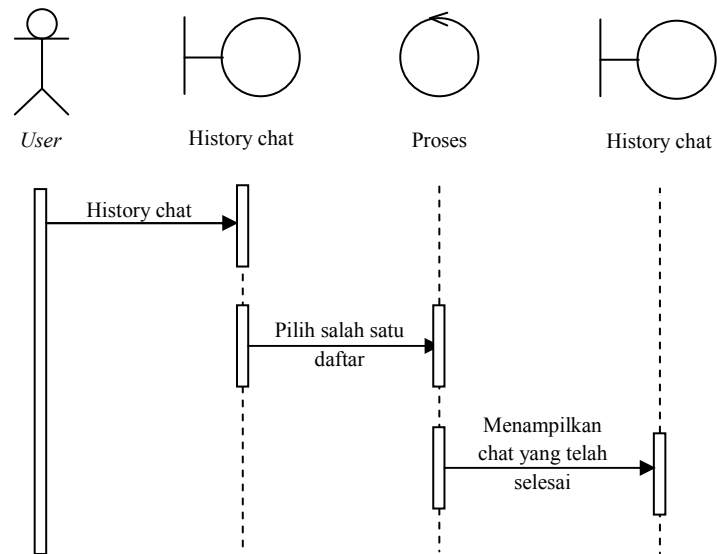 User
History chat
Proses
History chat
History chat
Pilih salah satu
daftar
Menampilkan
chat yang telah
selesai